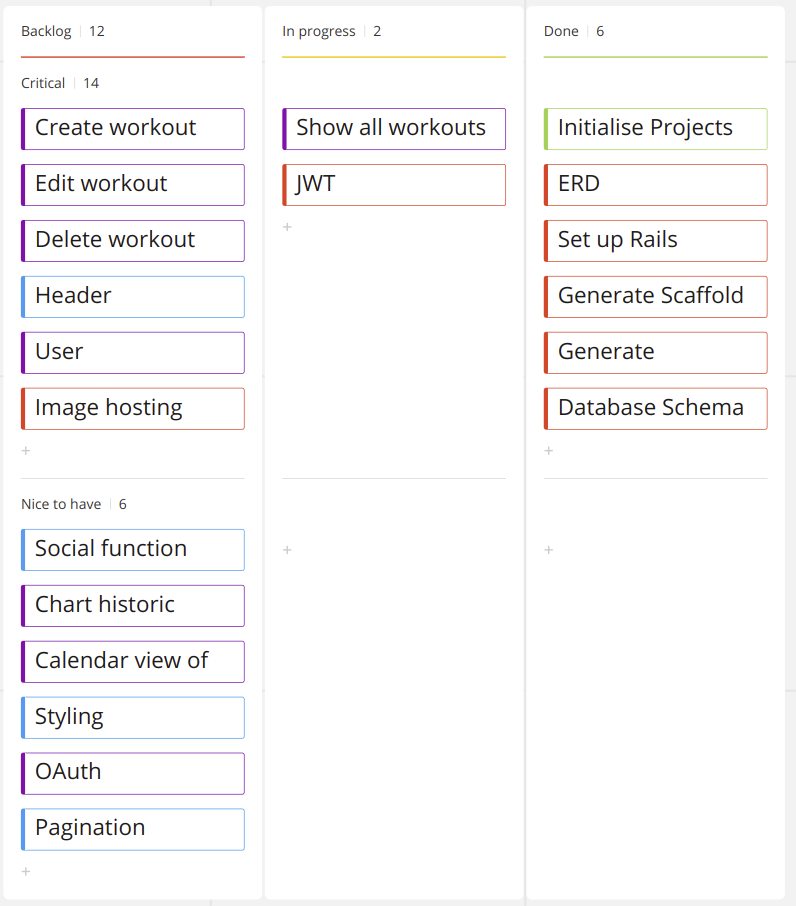 Backlog 12
In progress 2
Done 6
Critical 14
Create workout
Edit workout
Delete workout
Header
User
Image hosting
+
Show all workouts
JWT
+
Initialise Projects
ERD
Set up Rails
Generate Scaffold
Generate
Database Schema
+
Nice to have 6
Social function
Chart historic
Calendar view of
Styling
OAuth
Pagination
+
+
+